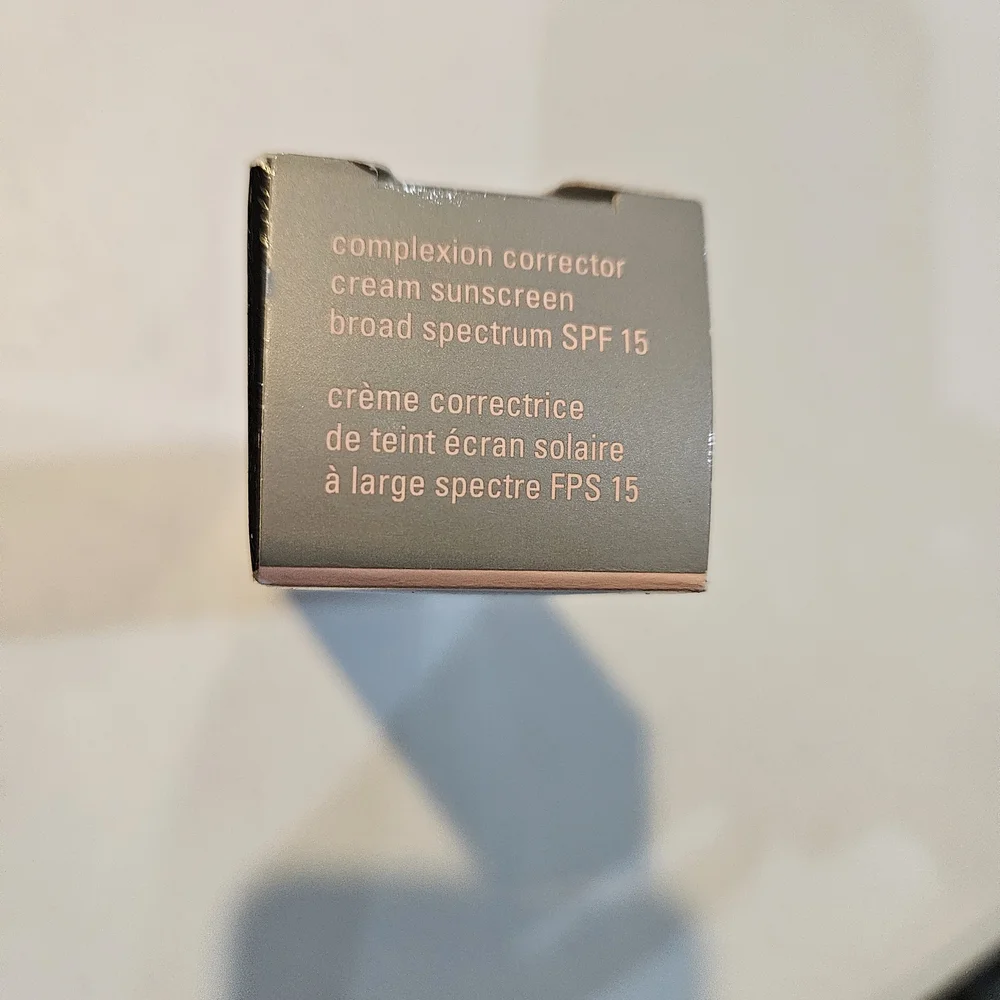 complexion corrector
cream sunscreen
broad spectrum SPF 15
crème correctrice
de teint écran solaire
à large spectre FPS 15